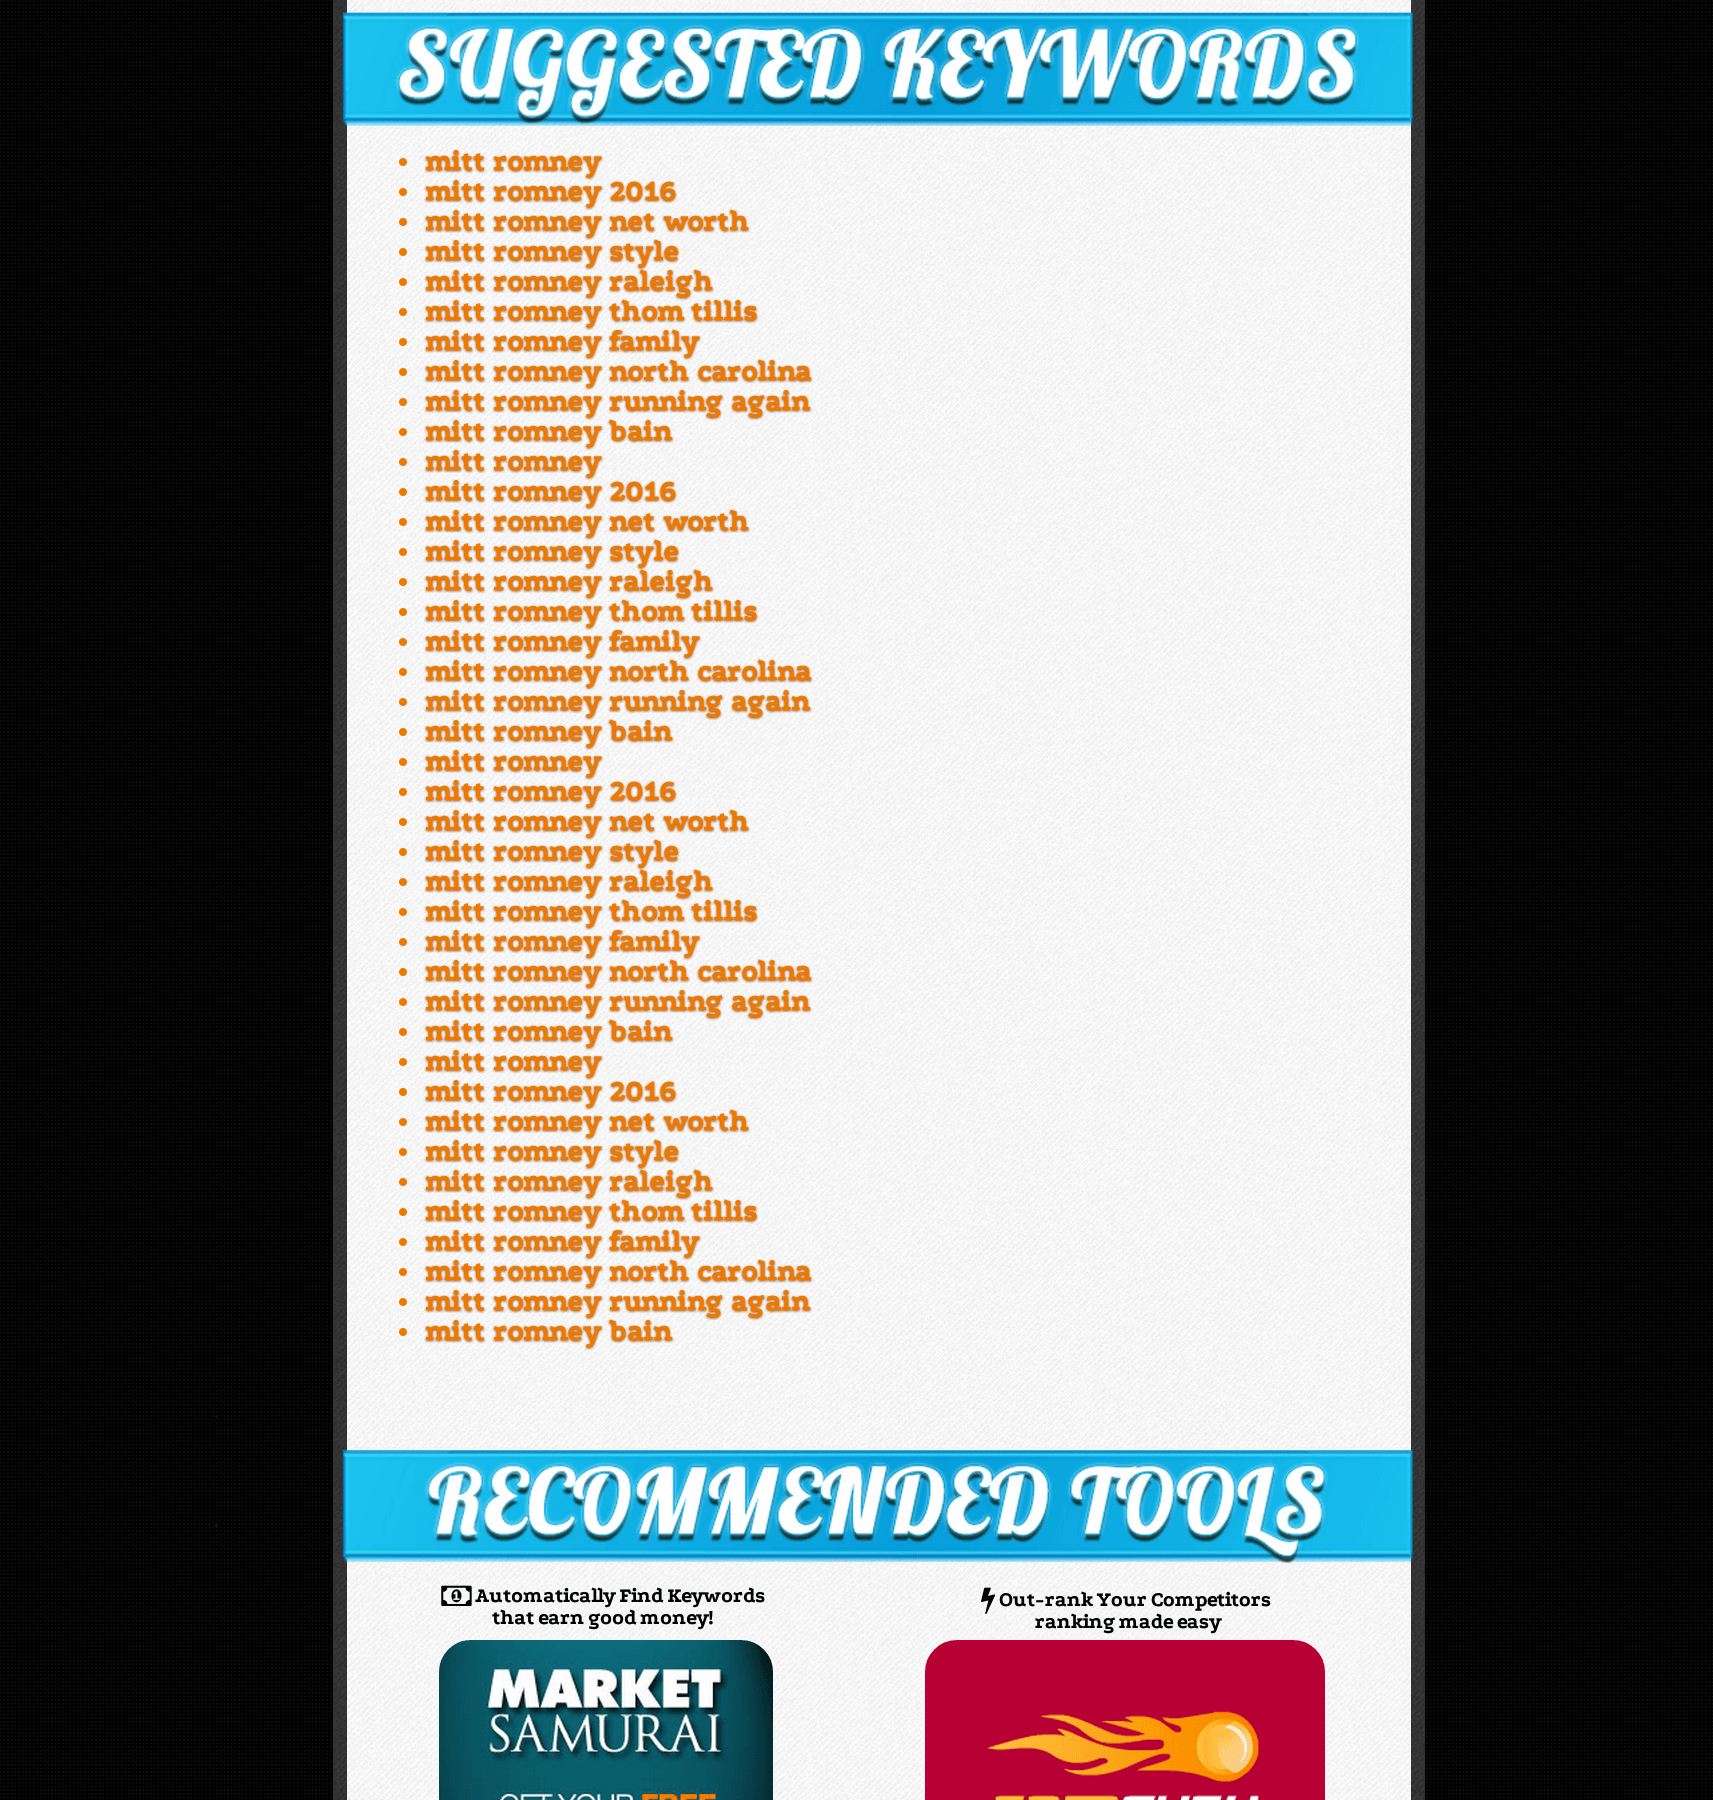 SUGGESTED KEYWORDS
mitt romney
mitt romney 2016
mitt romney net worth
mitt romney style
mitt romney raleigh
mitt romney thom tillis
mitt romney family
mitt romney north carolina
mitt romney running again
mitt romney bain
mitt romney
mitt romney 2016
mitt romney net worth
mitt romney style
mitt romney raleigh
mitt romney thom tillis
mitt romney family
mitt romney north carolina
mitt romney running again
mitt romney bain
mitt romney
mitt romney 2016
mitt romney net worth
mitt romney style
mitt romney raleigh
mitt romney thom tillis
mitt romney family
mitt romney north carolina
mitt romney running again
mitt romney bain
mitt romney
mitt romney 2016
mitt romney net worth
mitt romney style
mitt romney raleigh
mitt romney thom tillis
mitt romney family
mitt romney north carolina
mitt romney running again
mitt romney bain
RECOMMENDED TOOLS
Automatically Find Keywords
that earn good money!
MARKET
SAMURAI
GET YOUR FREE
Out-rank Your Competitors
ranking made easy